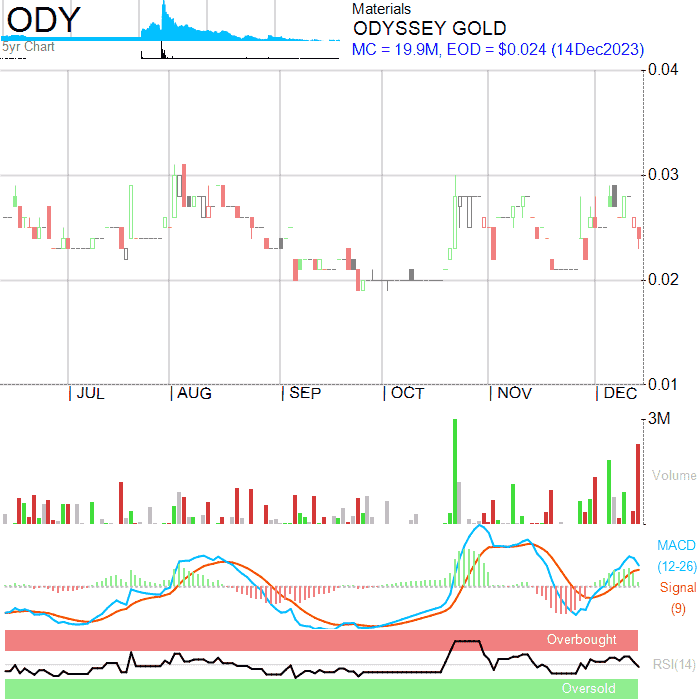 ODY
5yr Chart
Materials
ODYSSEY GOLD
MC = 19.9M, EOD = $0.024 (14Dec2023)
0.04
0.03
0.02
0.01
JUL AUG SEP OCT NOV DEC
3M
Volume
MACD
(12-26)
Signal
(9)
Overbought
RSI(14)
Oversold